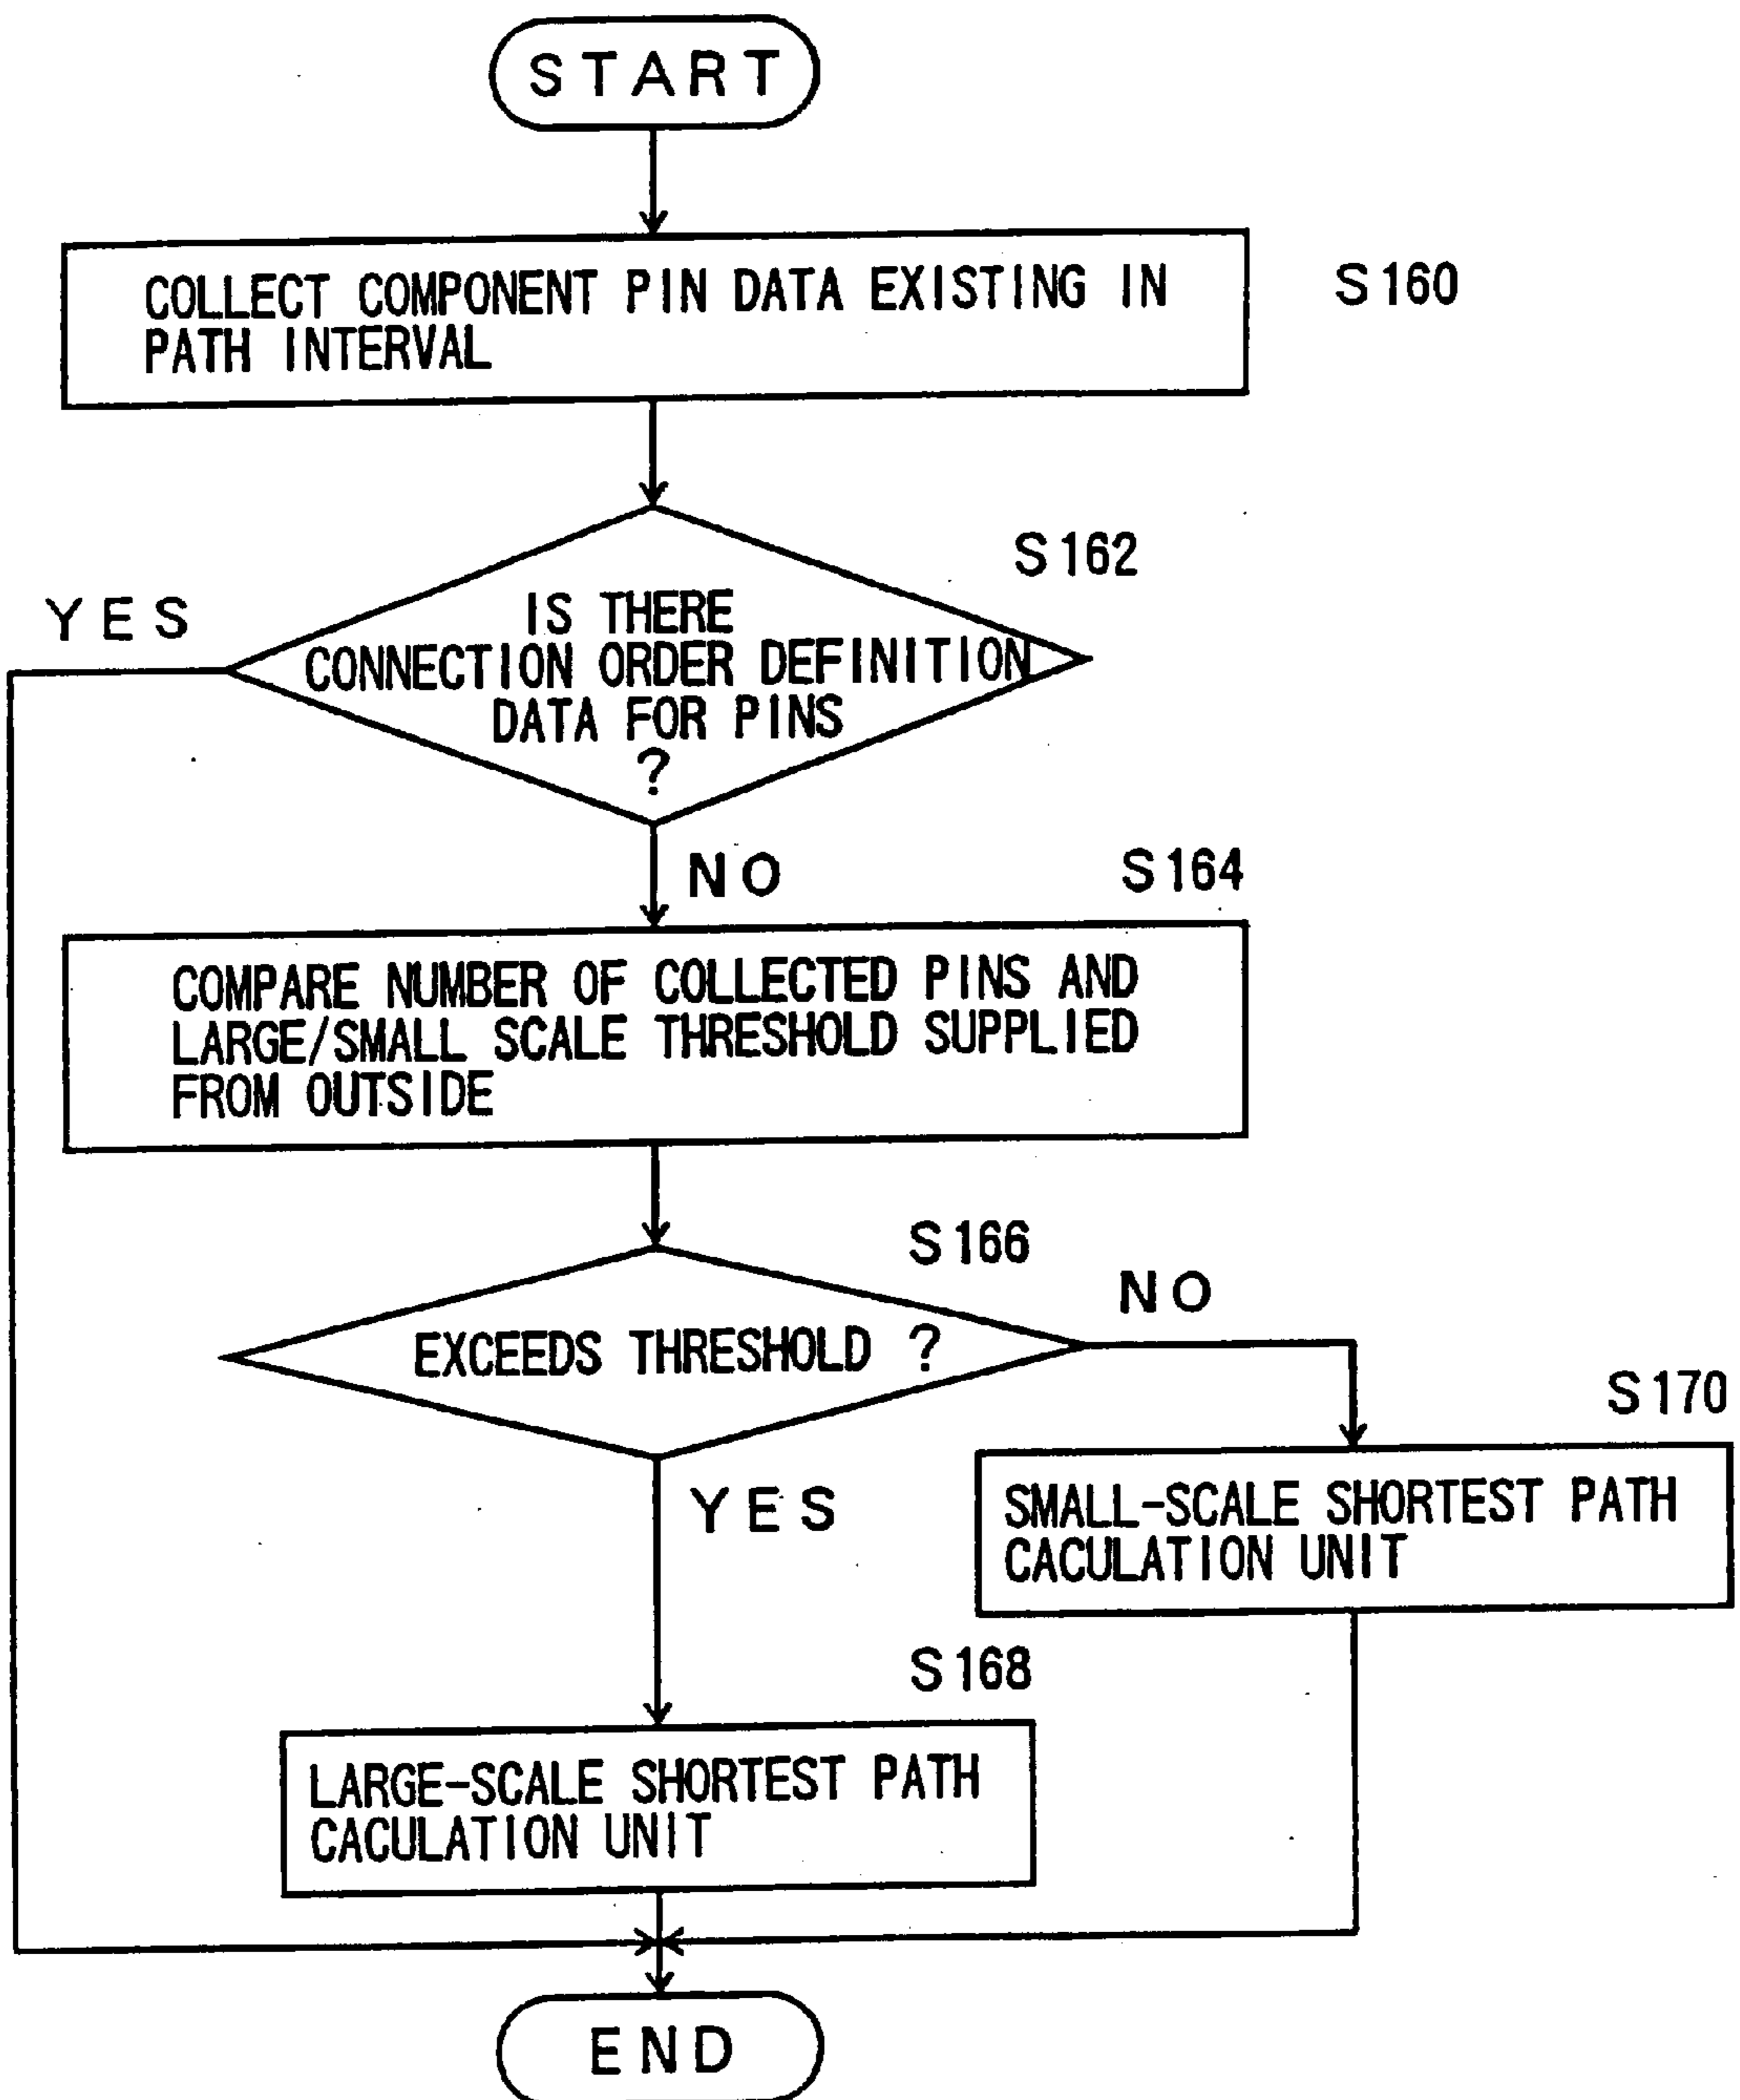 START
COLLECT COMPONENT PIN DATA EXISTING IN
PATH INTERVAL
S160
S162
YES
IS THERE
CONNECTION ORDER DEFINITION
DATA FOR PINS
?
NO
S164
COMPARE NUMBER OF COLLECTED PINS AND
LARGE/SMALL SCALE THRESHOLD SUPPLIED
FROM OUTSIDE
S166
NO
EXCEEDS THRESHOLD ?
S170
YES
SMALL-SCALE SHORTEST PATH
CACULATION UNIT
S168
LARGE-SCALE SHORTEST PATH
CACULATION UNIT
END